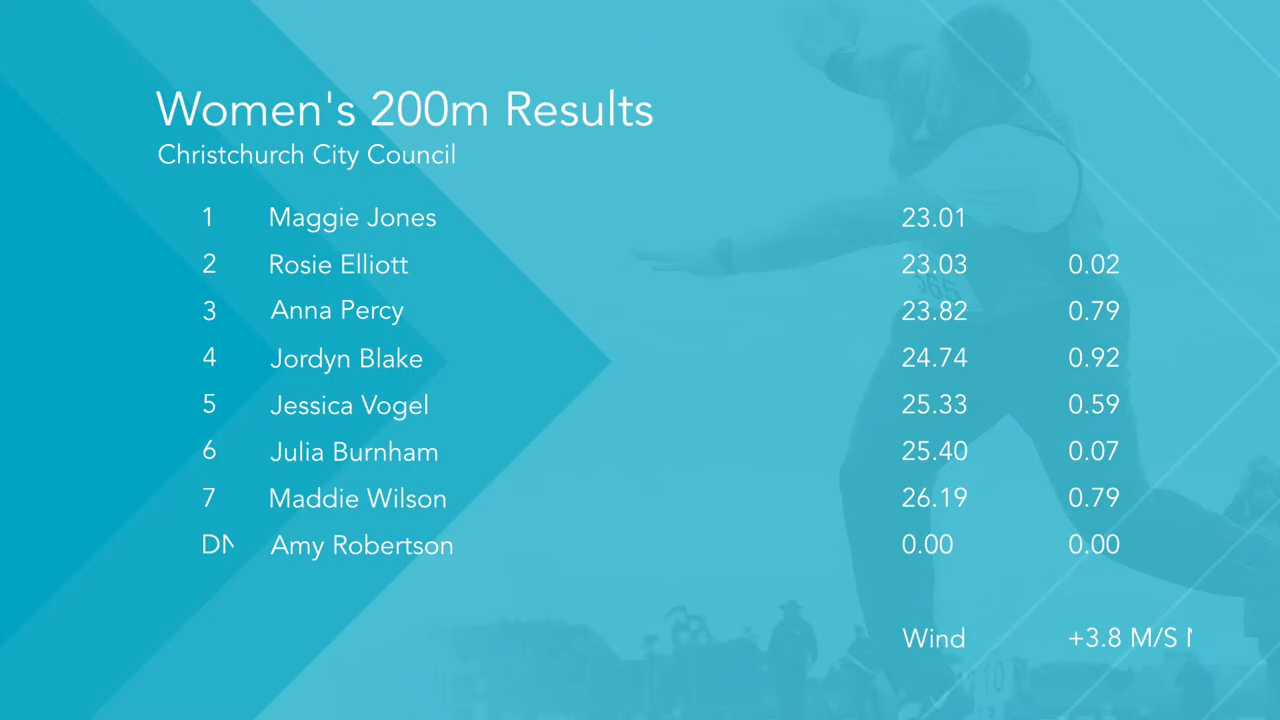 Women's 200m Results
Christchurch City Council
1 Maggie Jones 23.01
2 Rosie Elliott 23.03 0.02
3 Anna Percy 23.82 0.79
4 Jordyn Blake 24.74 0.92
5 Jessica Vogel 25.33 0.59
6 Julia Burnham 25.40 0.07
7 Maddie Wilson 26.19 0.79
DN Amy Robertson 0.00 0.00
Wind +3.8 M/S